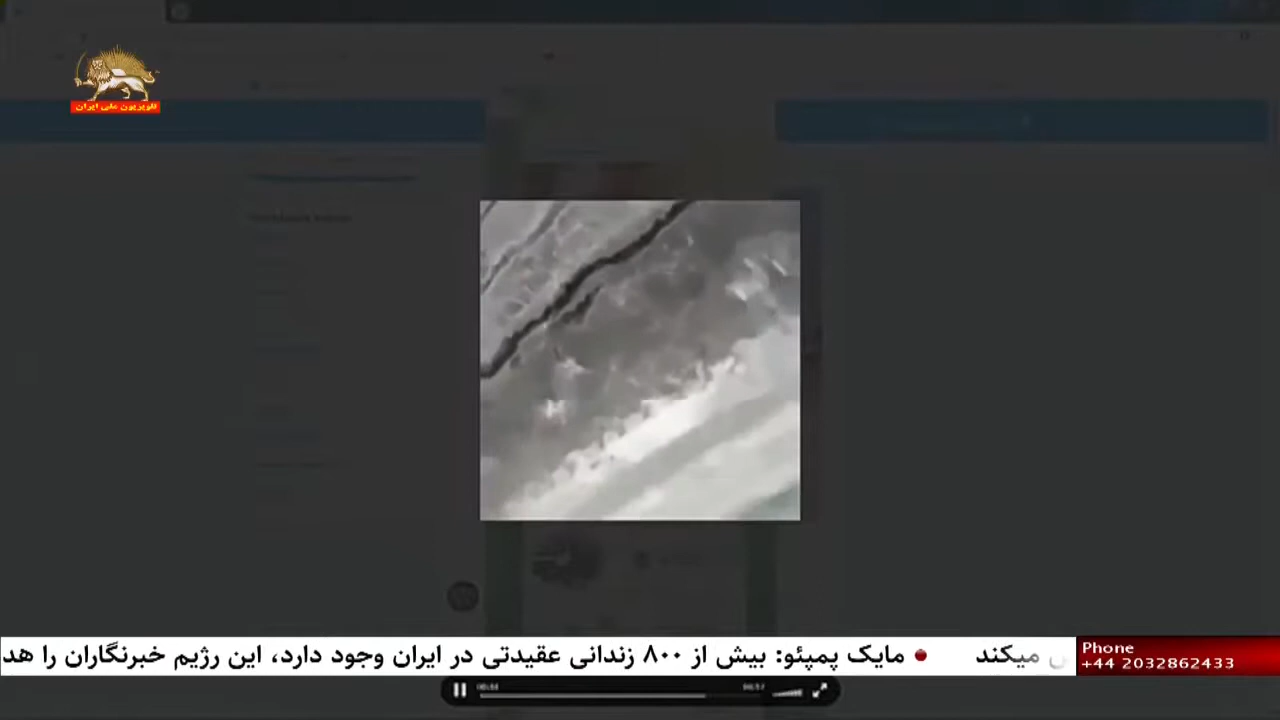 تلویزیون ملی ایران
س میکند • مایک پمپئو: بیش از ۸۰۰ زندانی عقیدتی در ایران وجود دارد، این رژیم خبرنگاران را هد
Phone
+44 2032862433